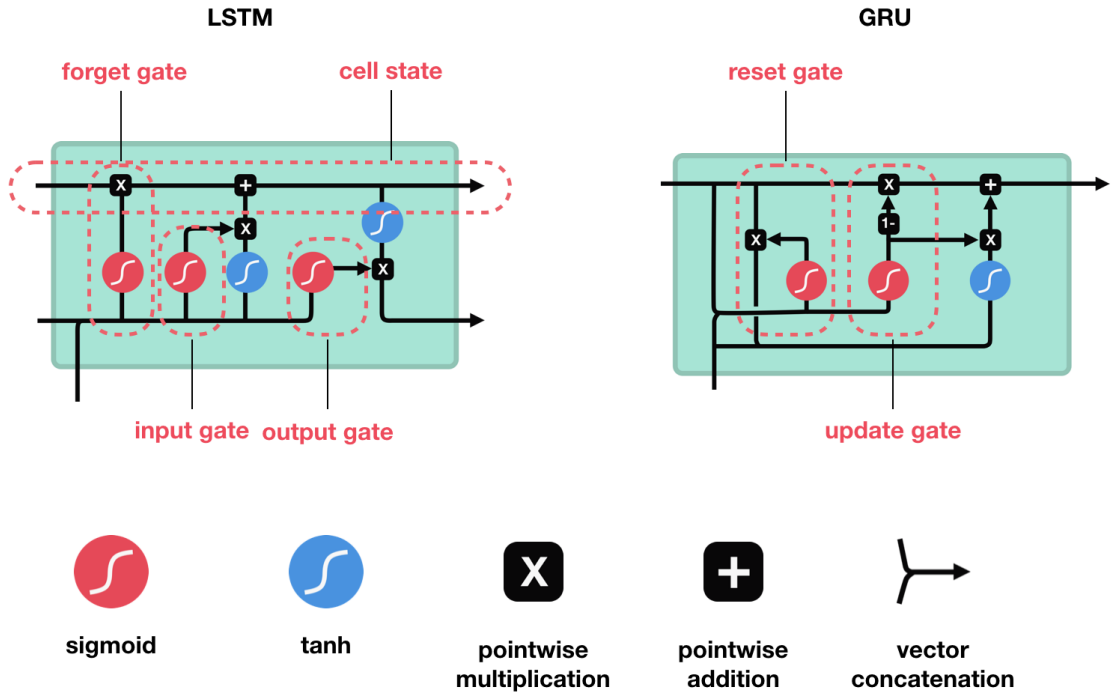 LSTM
GRU
forget gate
cell state
reset gate
X
+
X
X
X
+
1-
X
X
input gate
output gate
update gate
X
+
sigmoid
tanh
pointwise
multiplication
pointwise
addition
vector
concatenation